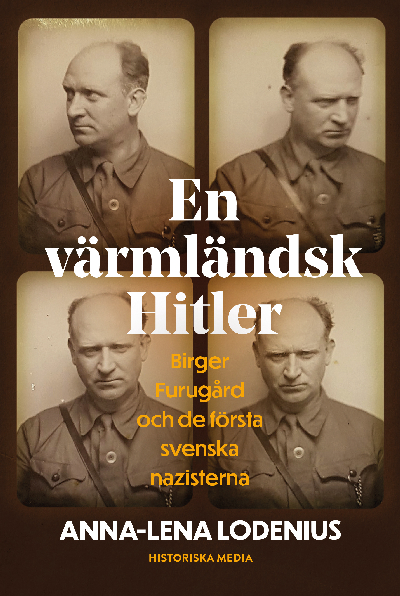 En
värmländsk
Hitler
Birger
Furugård
och de första
svenska
nazisterna
ANNA-LENA LODENIUS
HISTORISKA MEDIA